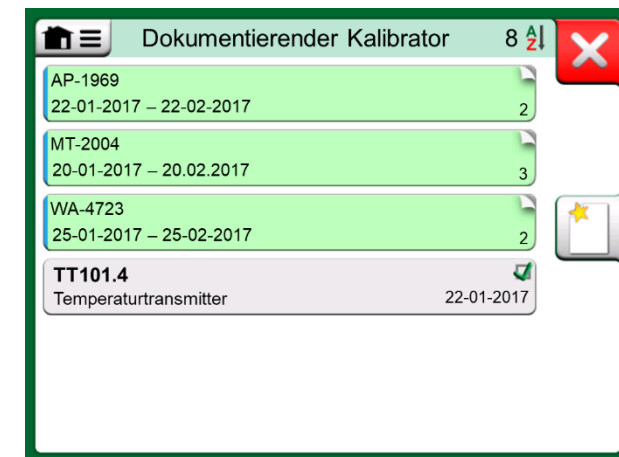 Dokumentierender Kalibrator 8 AZ
AP-1969
22-01-2017 – 22-02-2017 2
MT-2004
20-01-2017 – 20.02.2017 3
WA-4723
25-01-2017 – 25-02-2017 2
TT101.4
Temperaturtransmitter 22-01-2017